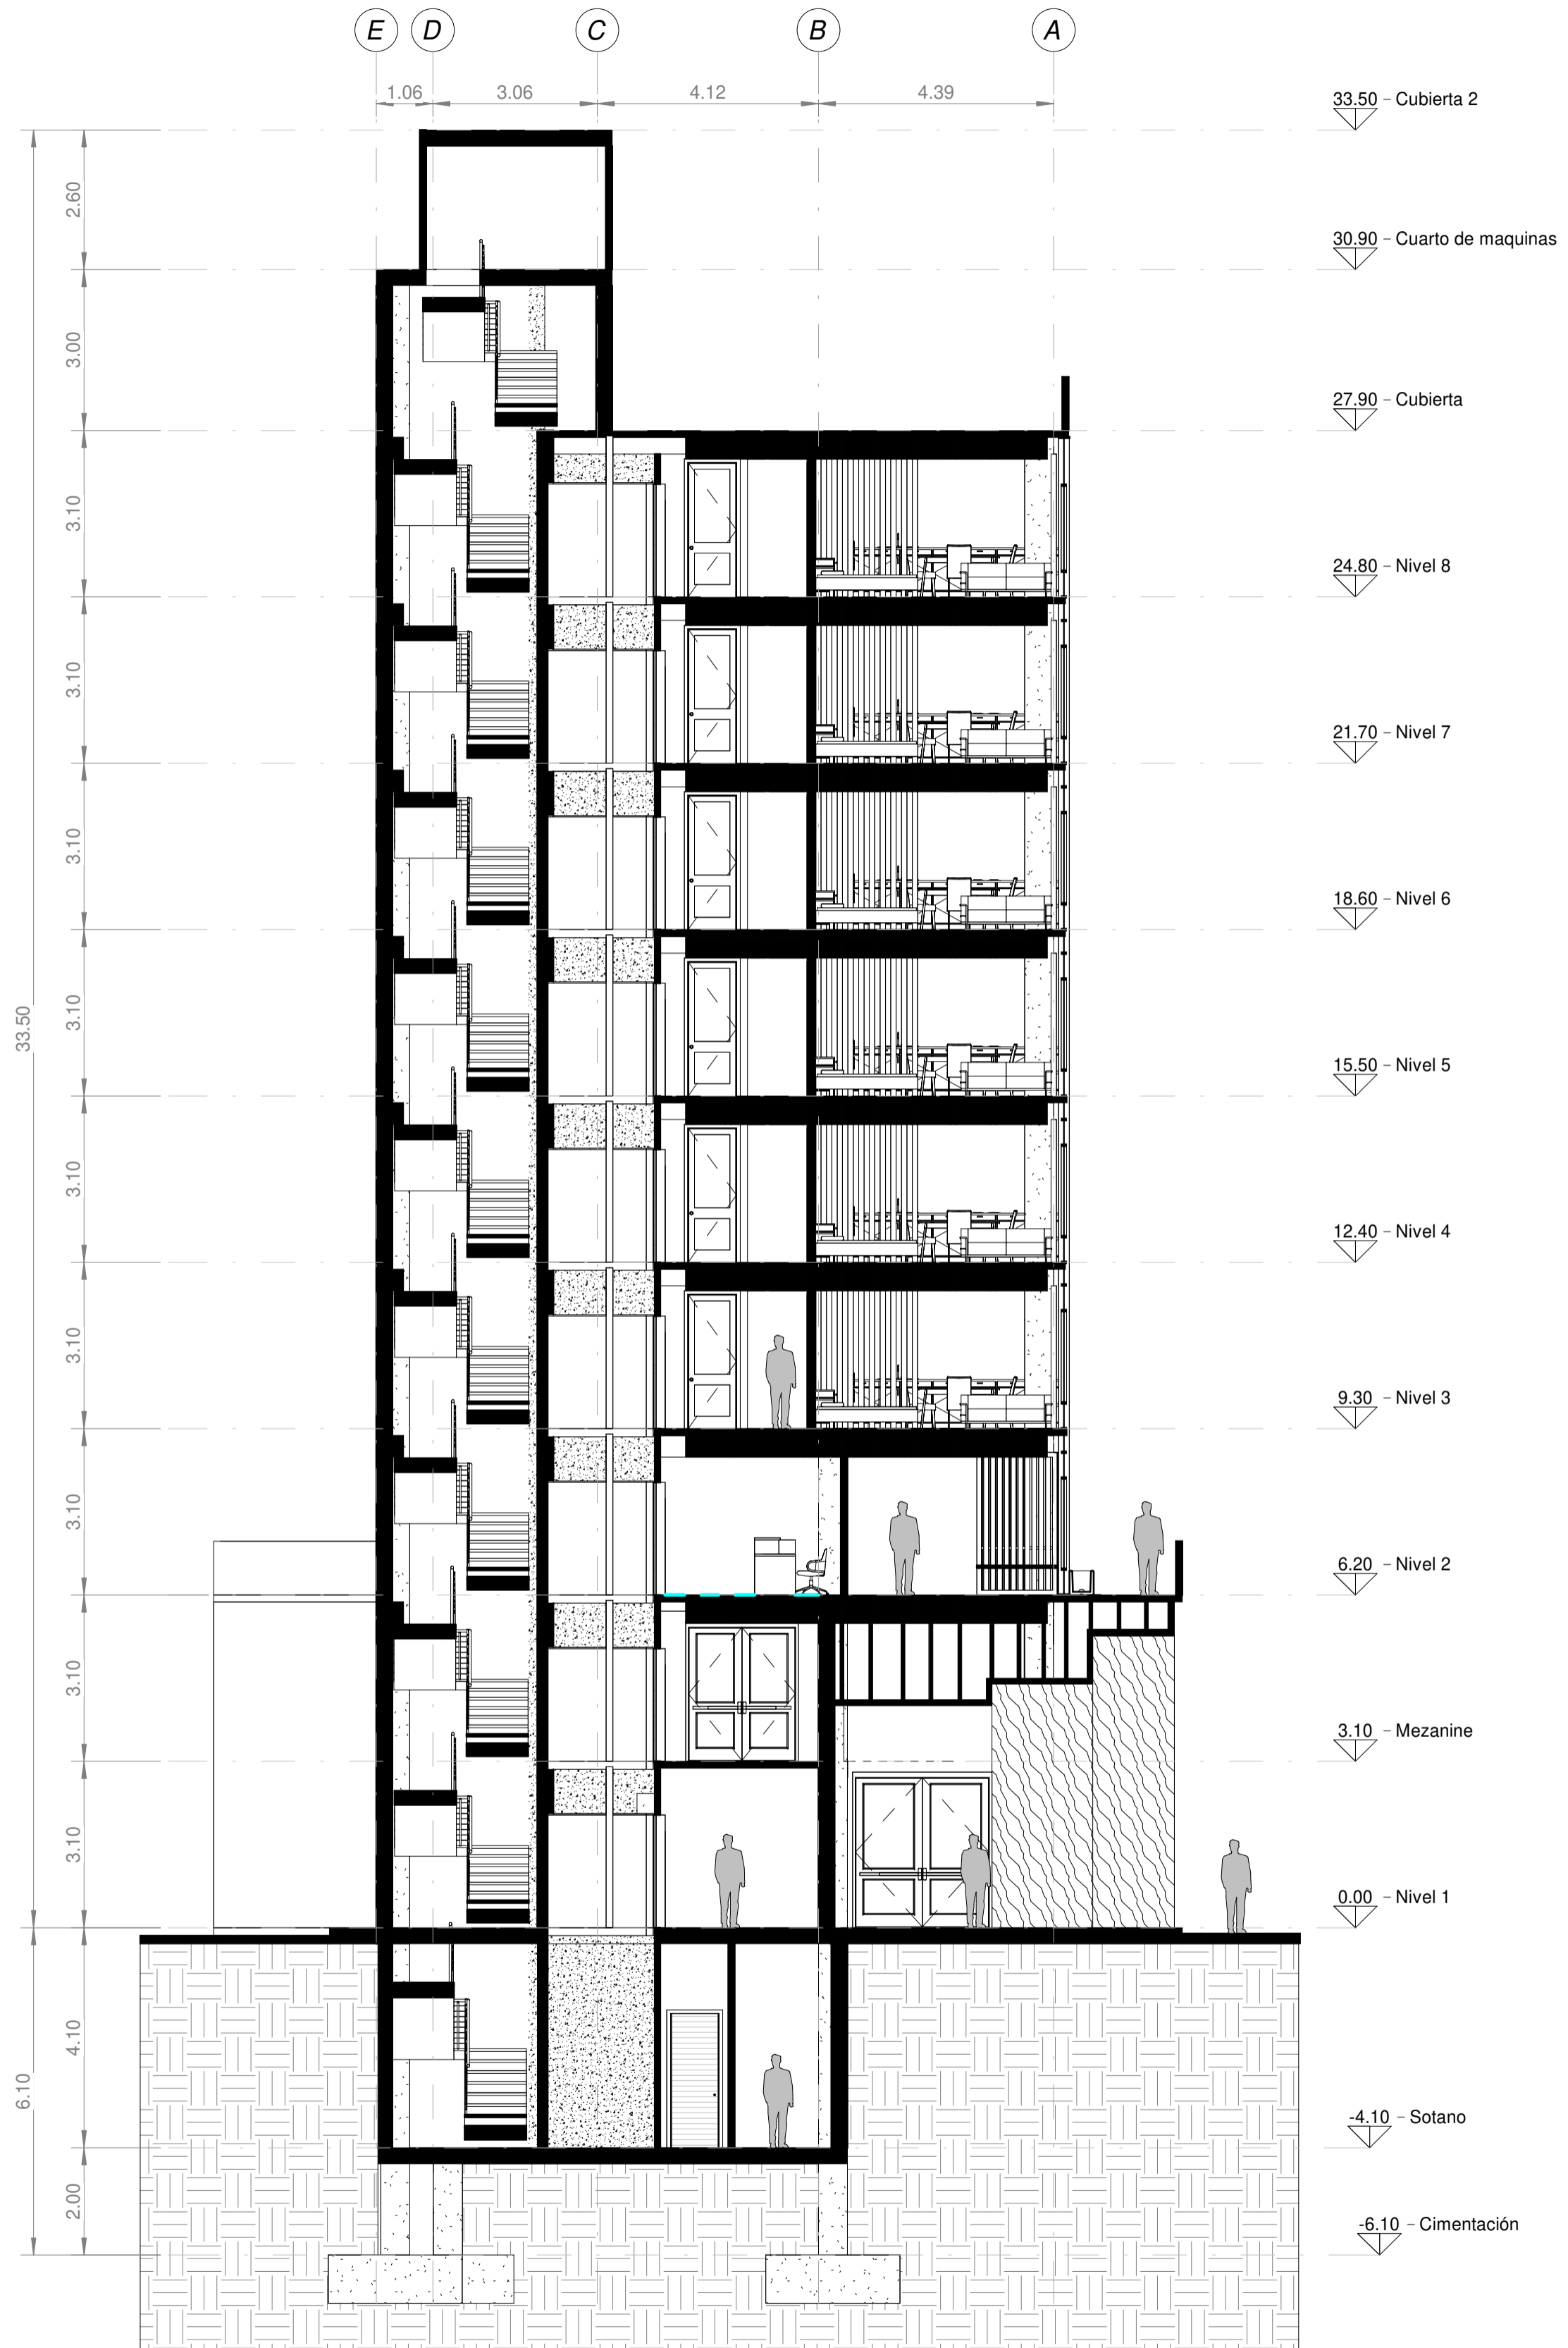 E D C B A
1.06 3.06 4.12 4.39
33.50 - Cubierta 2
2.60
30.90 - Cuarto de maquinas
3.00
27.90 - Cubierta
3.10
24.80 - Nivel 8
3.10
21.70 - Nivel 7
3.10
18.60 - Nivel 6
3.10
33.50
15.50 - Nivel 5
3.10
12.40 - Nivel 4
3.10
9.30 - Nivel 3
3.10
6.20 - Nivel 2
3.10
3.10 - Mezanine
3.10
0.00 - Nivel 1
4.10
6.10
-4.10 - Sotano
2.00
-6.10 - Cimentación